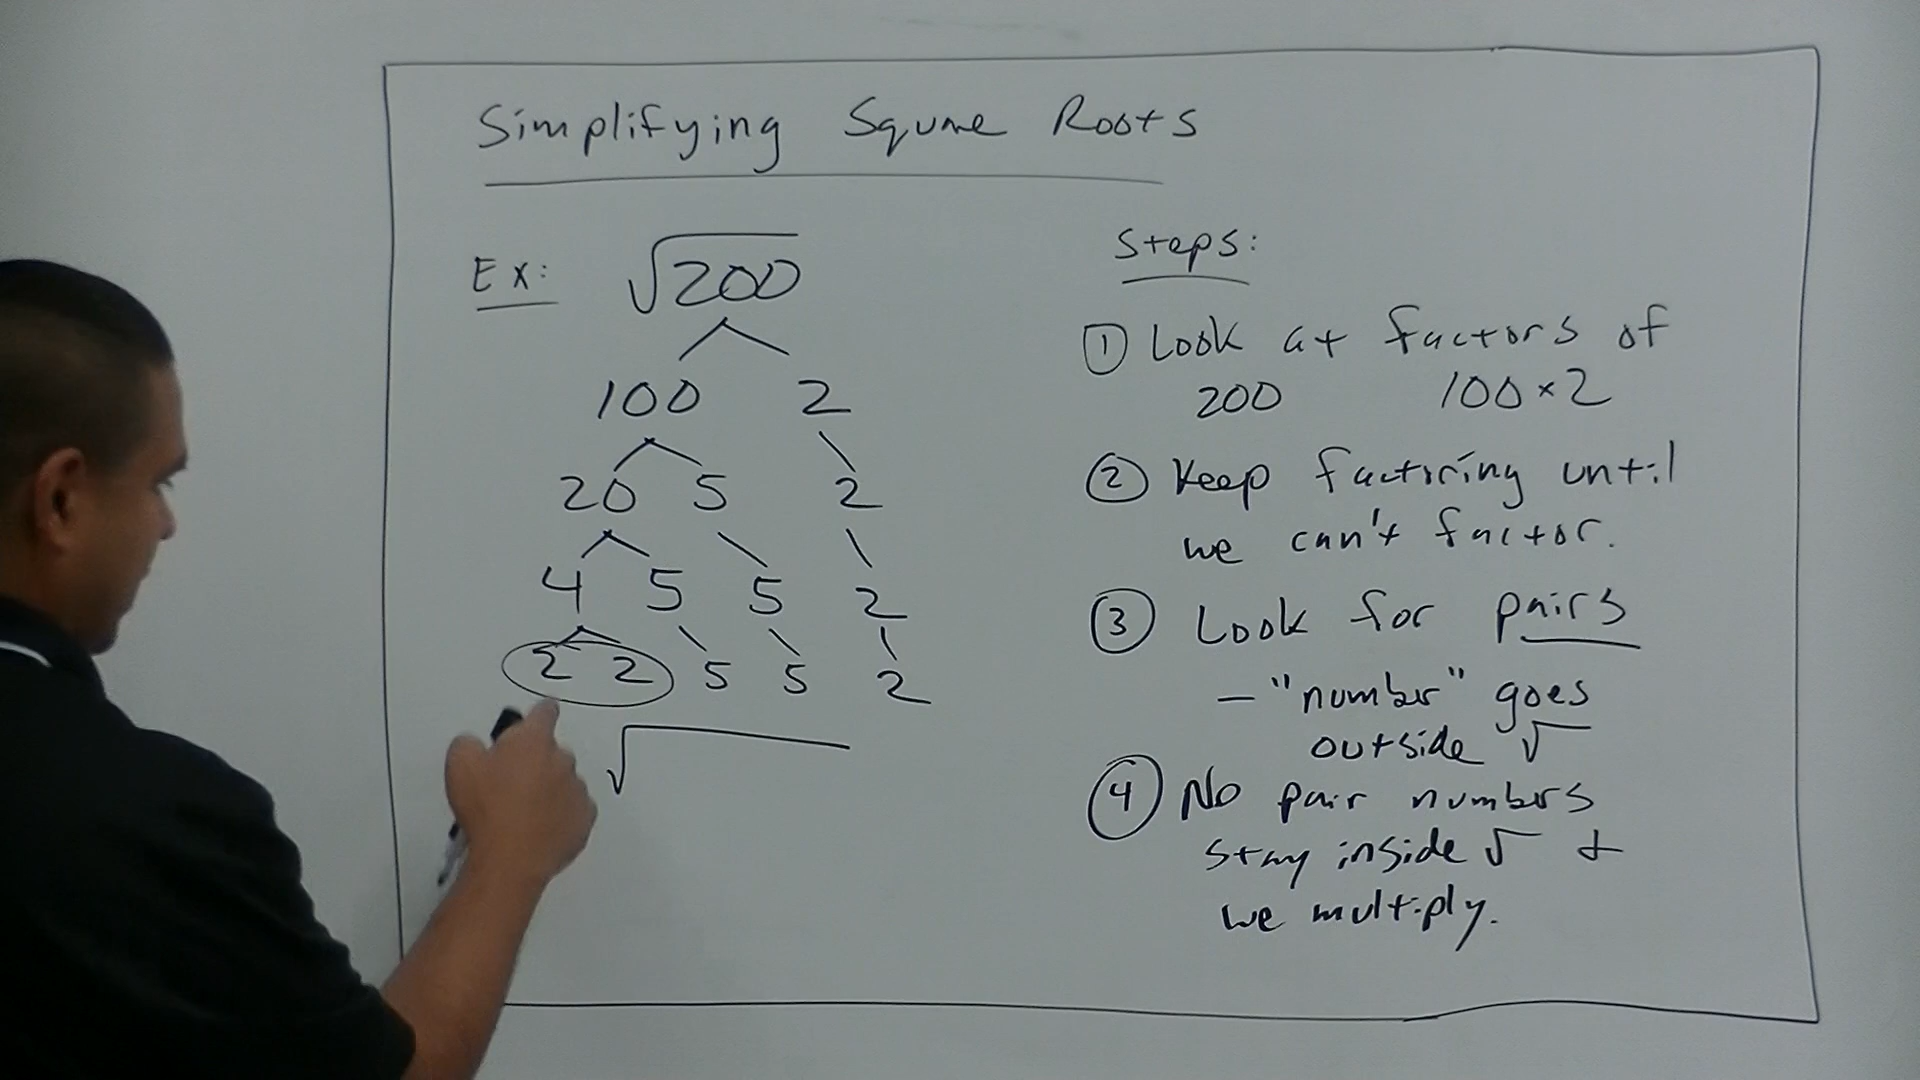 Simplifying Square Roots
Ex: √200
100 2
20 5 2
4 5 5 2
2 2 5 5 2
√
Steps:
① Look at factors of
200 100×2
② Keep factoring until
we can't factor.
③ Look for pairs
- "number" goes
outside √
④ No pair numbers
stay inside √ +
we multiply.